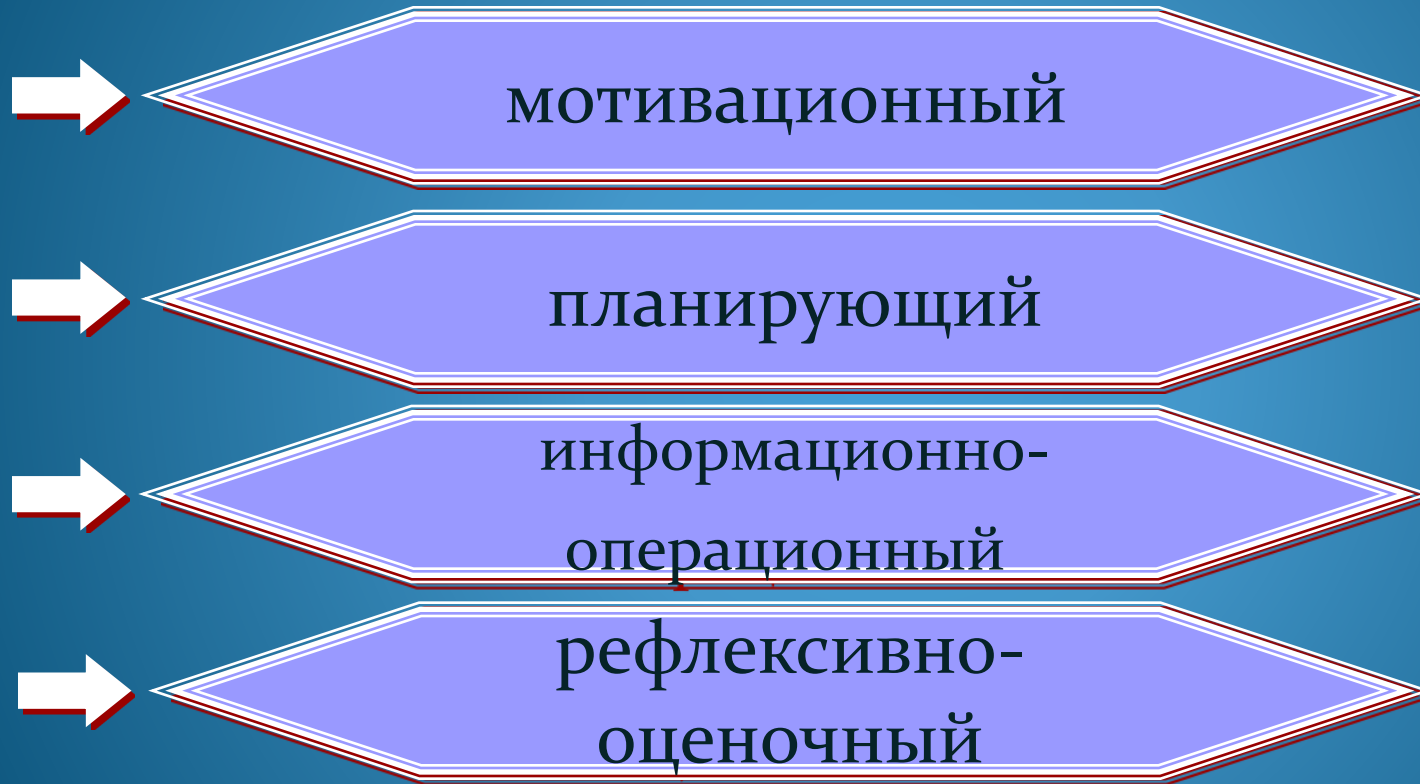 мотивационный
планирующий
информационно-
операционный
рефлексивно-
оценочный